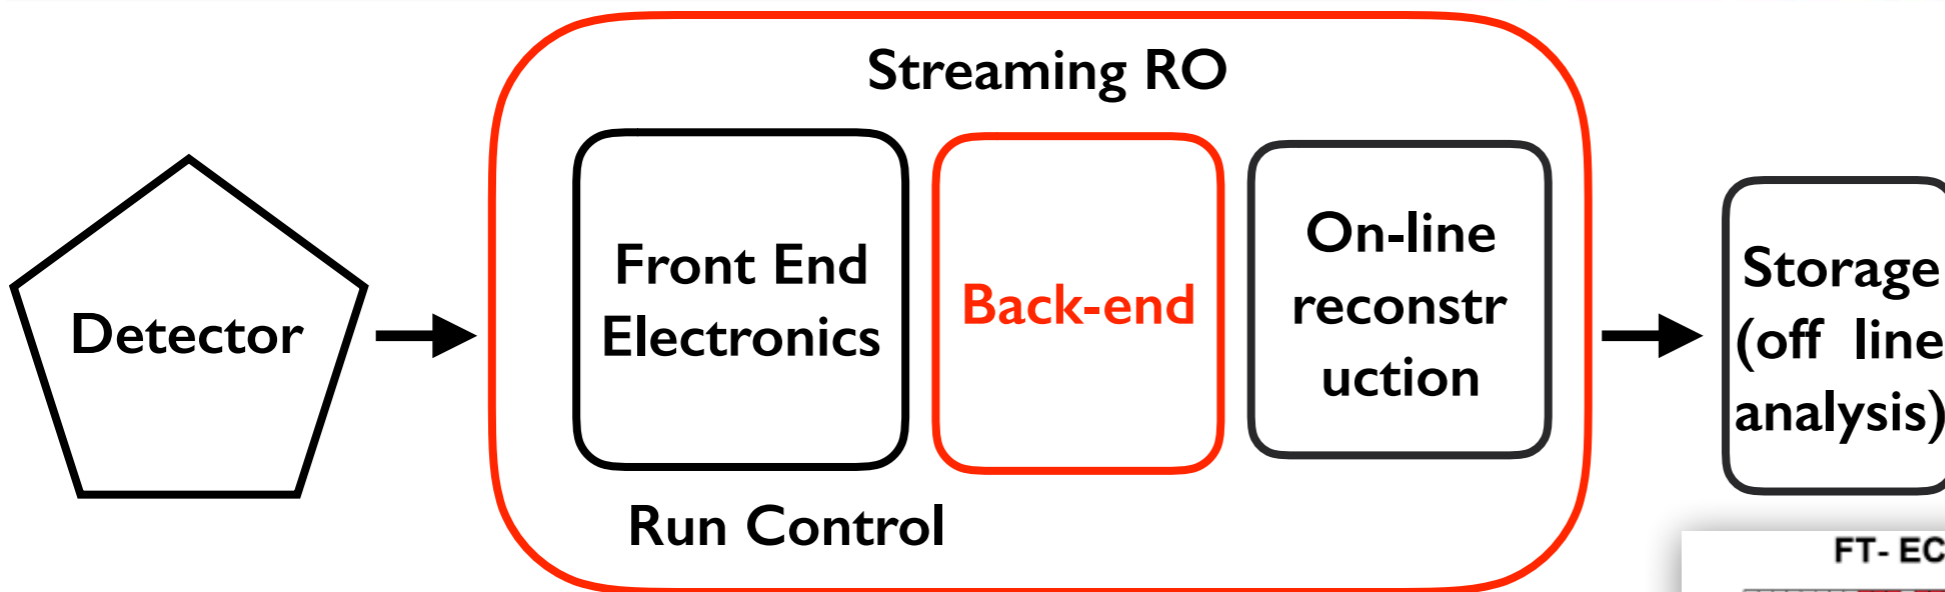 Streaming RO
Detector
Front End
Electronics
Back-end
On-line
reconstr
uction
Storage
(off line
analysis)
Run Control
FT- EC